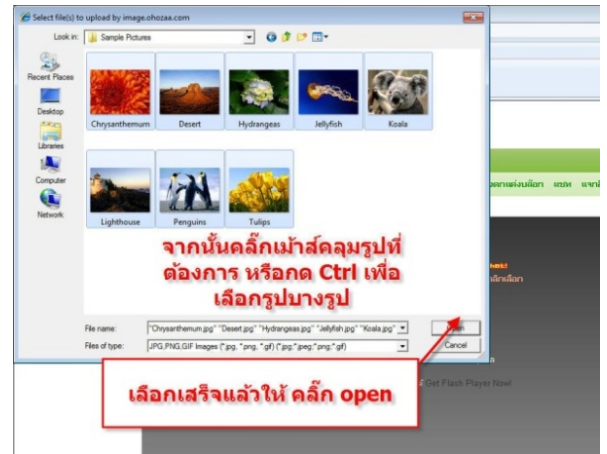 Select file(s) to upload by image.ohozaa.com
Look in: Sample Pictures
Recent Places
Desktop
Libraries
Computer
Network
Chrysanthemum Desert Hydrangeas Jellyfish Koala
Lighthouse Penguins Tulips
จากนั้นคลิ๊กเม้าส์คลุมรูปที่
ต้องการ หรือกด Ctrl เพื่อ
เลือกรูปบางรูป
File name: "Chrysanthemum.jpg" "Desert.jpg" "Hydrangeas.jpg" "Jellyfish.jpg" "Koala.jpg"
Files of type: JPG,PNG,GIF Images (*.jpg, *.png, *.gif) (*.jpg;*.jpeg;*.png;*.gif)
Cancel
เลือกเสร็จแล้วให้ คลิ๊ก open
Get Flash Player Now!